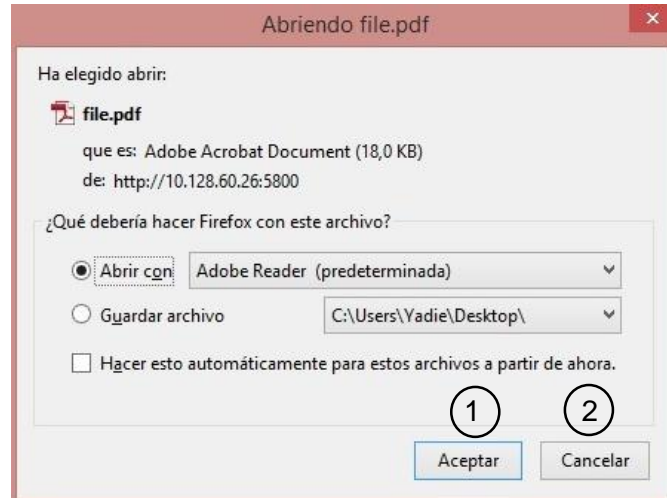 Abriendo file.pdf
Ha elegido abrir:
file.pdf
que es: Adobe Acrobat Document (18,0 KB)
de: http://10.128.60.26:5800
¿Qué debería hacer Firefox con este archivo?
Abrir con Adobe Reader (predeterminada)
Guardar archivo C:\Users\Yadie\Desktop\
Hacer esto automáticamente para estos archivos a partir de ahora.
1 2
Aceptar Cancelar